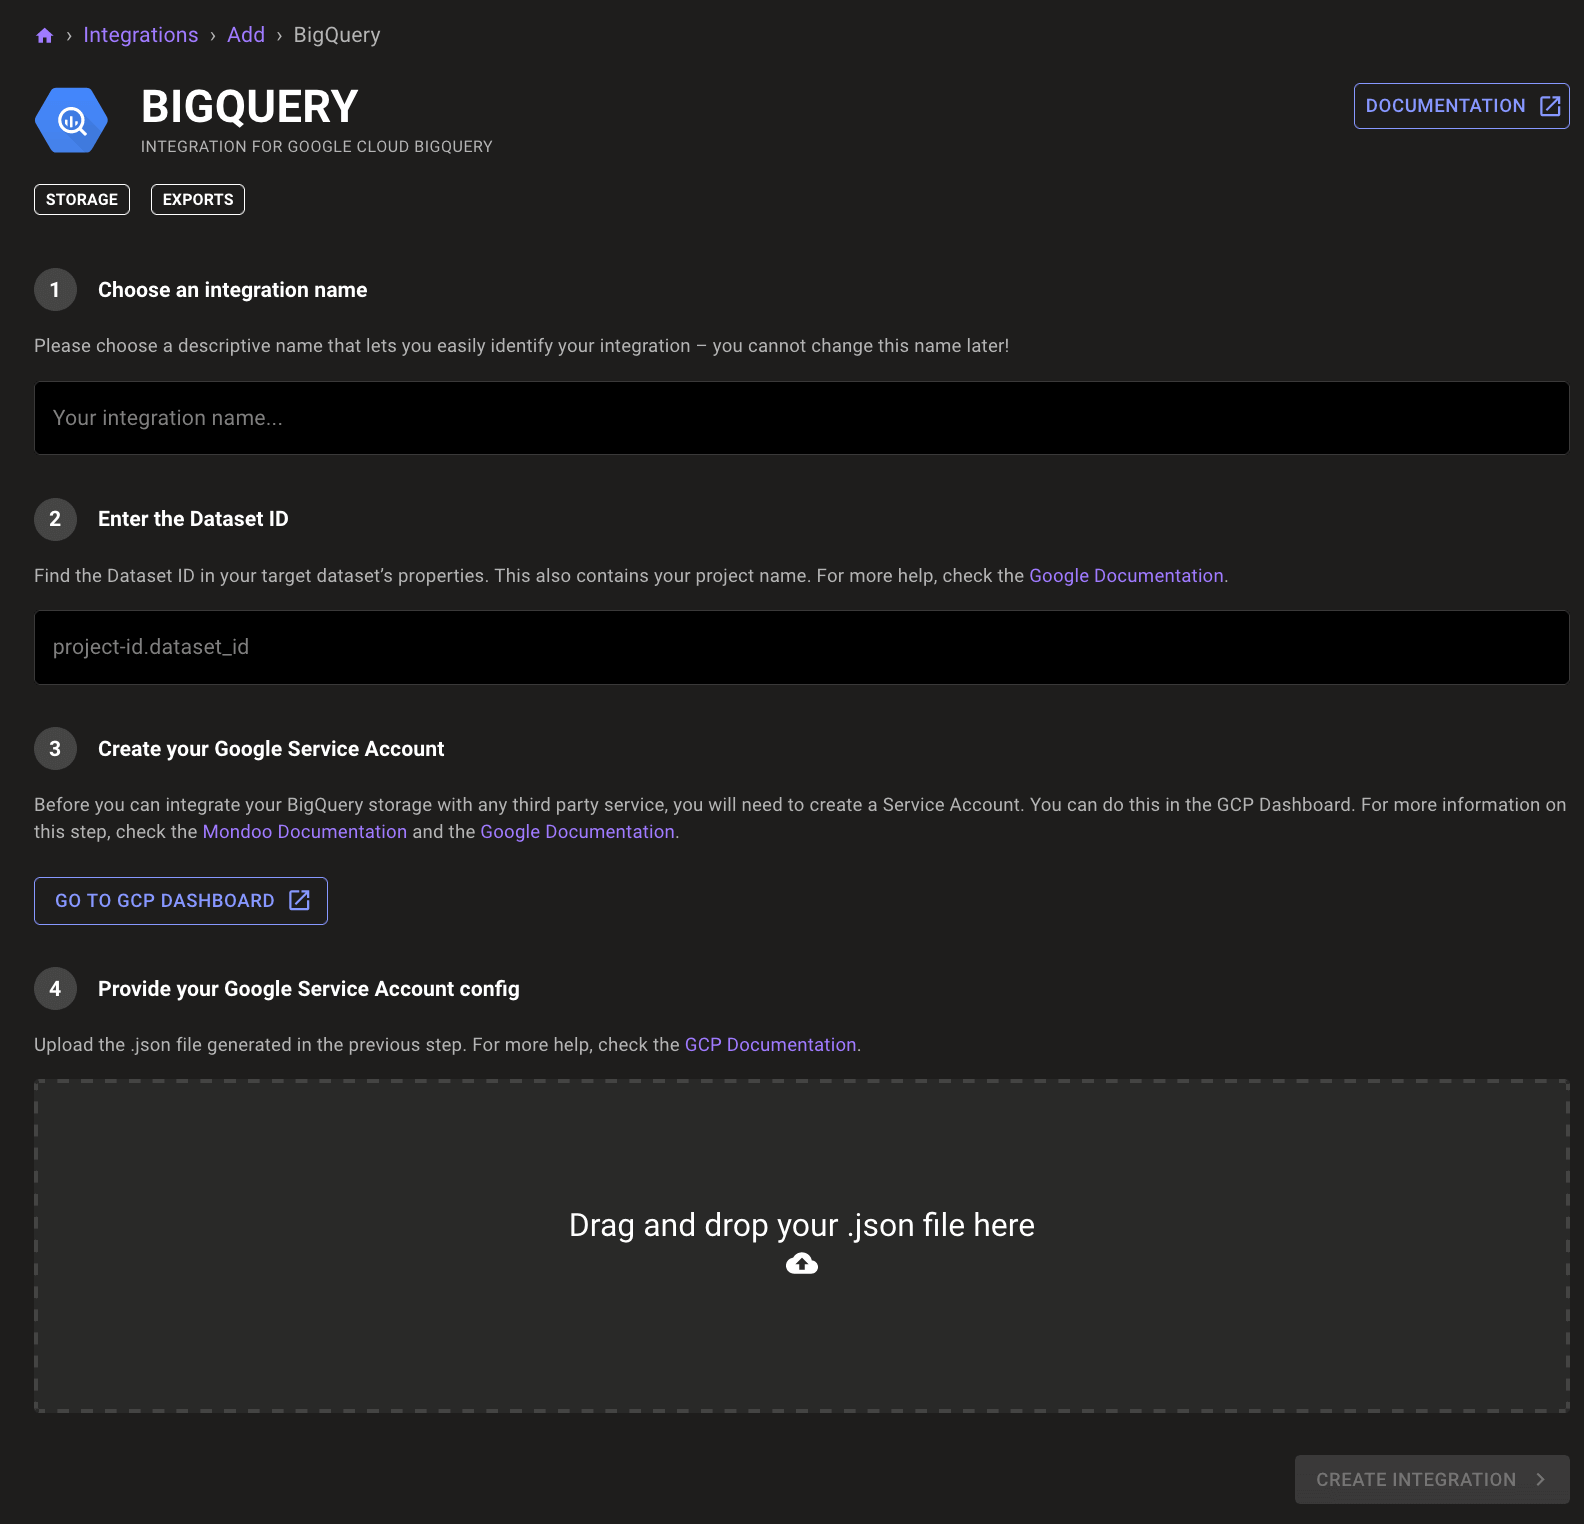 › Integrations › Add › BigQuery
BIGQUERY
INTEGRATION FOR GOOGLE CLOUD BIGQUERY
DOCUMENTATION
STORAGE EXPORTS
1 Choose an integration name
Please choose a descriptive name that lets you easily identify your integration – you cannot change this name later!
Your integration name...
2 Enter the Dataset ID
Find the Dataset ID in your target dataset’s properties. This also contains your project name. For more help, check the Google Documentation.
project-id.dataset_id
3 Create your Google Service Account
Before you can integrate your BigQuery storage with any third party service, you will need to create a Service Account. You can do this in the GCP Dashboard. For more information on
this step, check the Mondoo Documentation and the Google Documentation.
GO TO GCP DASHBOARD
4 Provide your Google Service Account config
Upload the .json file generated in the previous step. For more help, check the GCP Documentation.
Drag and drop your .json file here
CREATE INTEGRATION